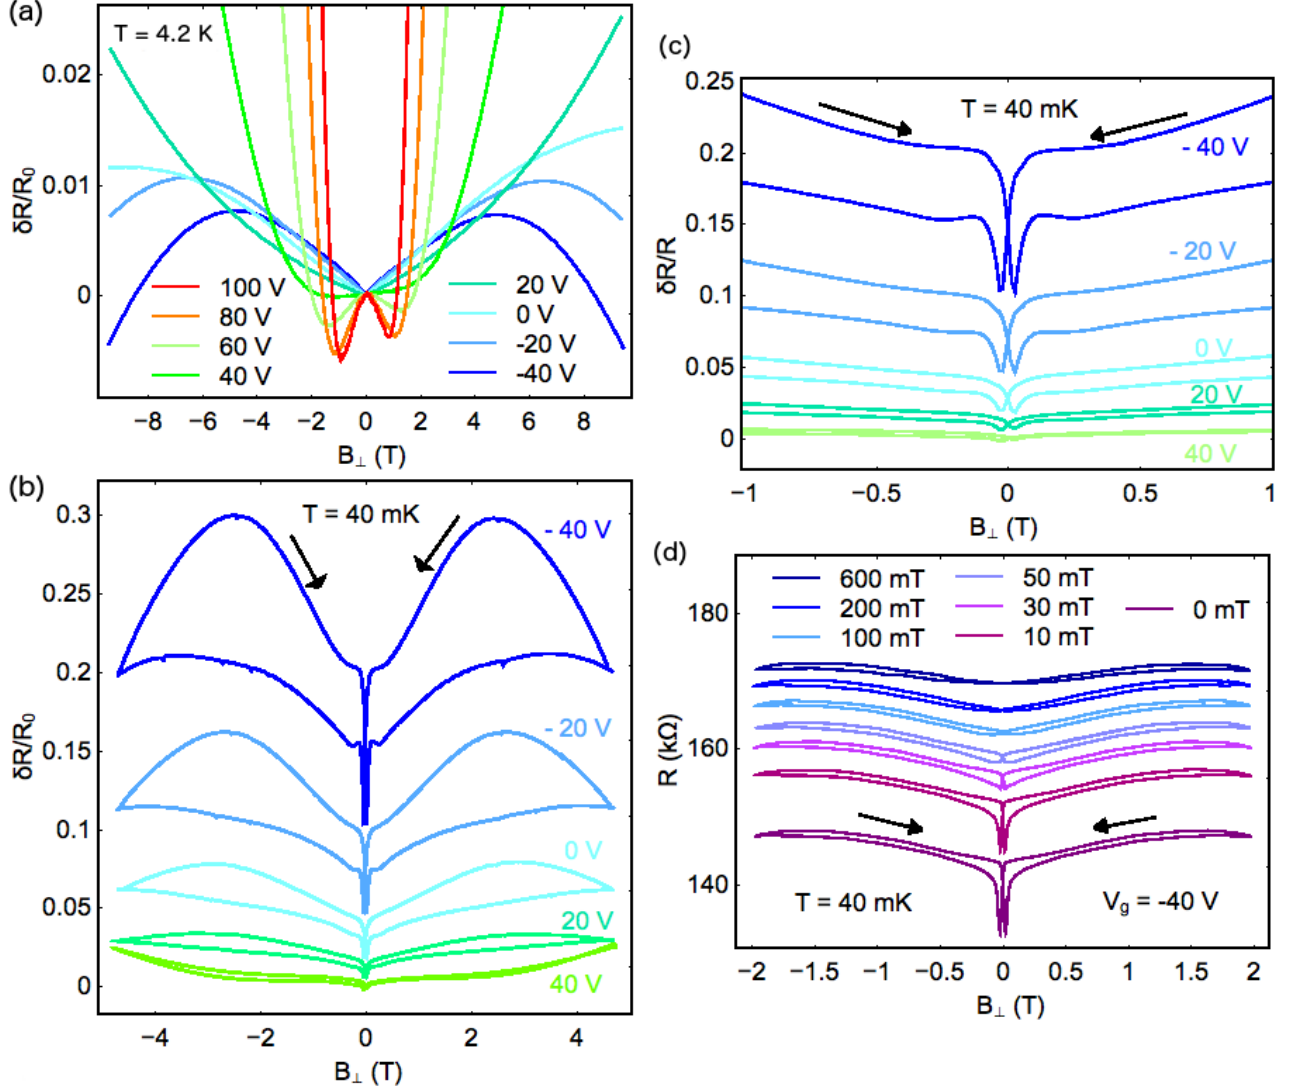 (a)
T = 4.2 K
0.02
0.01
0
δR/R₀
100 V
80 V
60 V
40 V
20 V
0 V
-20 V
-40 V
−8 −6 −4 −2 0 2 4 6 8
B⊥ (T)
(b)
T = 40 mK
0.3
0.25
0.2
0.15
0.1
0.05
0
δR/R₀
- 40 V
- 20 V
0 V
20 V
40 V
−4 −2 0 2 4
B⊥ (T)
(c)
T = 40 mK
0.25
0.2
0.15
0.1
0.05
0
δR/R
- 40 V
- 20 V
0 V
20 V
40 V
−1 −0.5 0 0.5 1
B⊥ (T)
(d)
600 mT
200 mT
100 mT
50 mT
30 mT
10 mT
0 mT
180
160
140
R (kΩ)
T = 40 mK
Vg = -40 V
−2 −1.5 −1 −0.5 0 0.5 1 1.5 2
B⊥ (T)